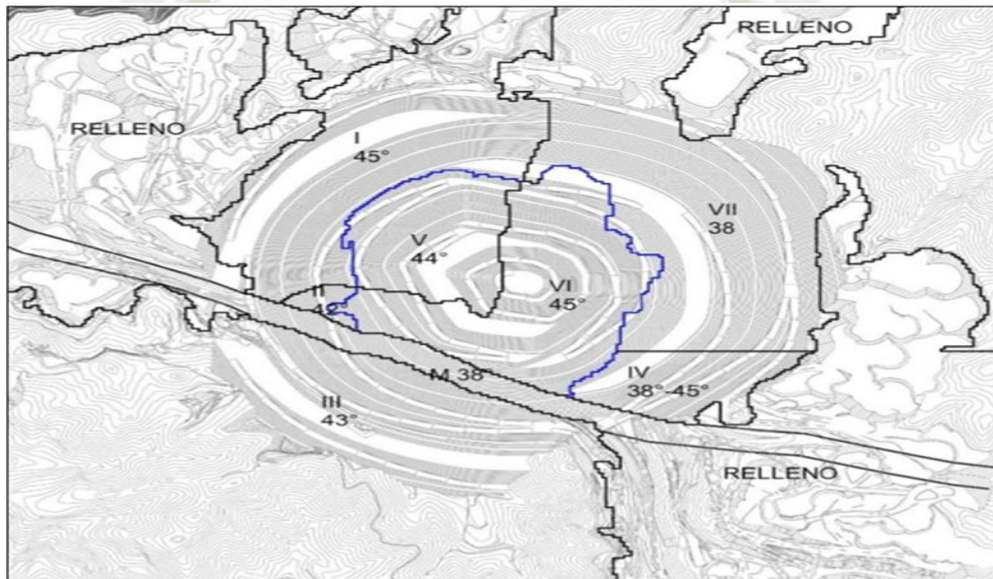 RELLENO
RELLENO
I
45°
VII
38
V
44°
VI
45°
II
42°
M 38
IV
38°-45°
III
43°
RELLENO